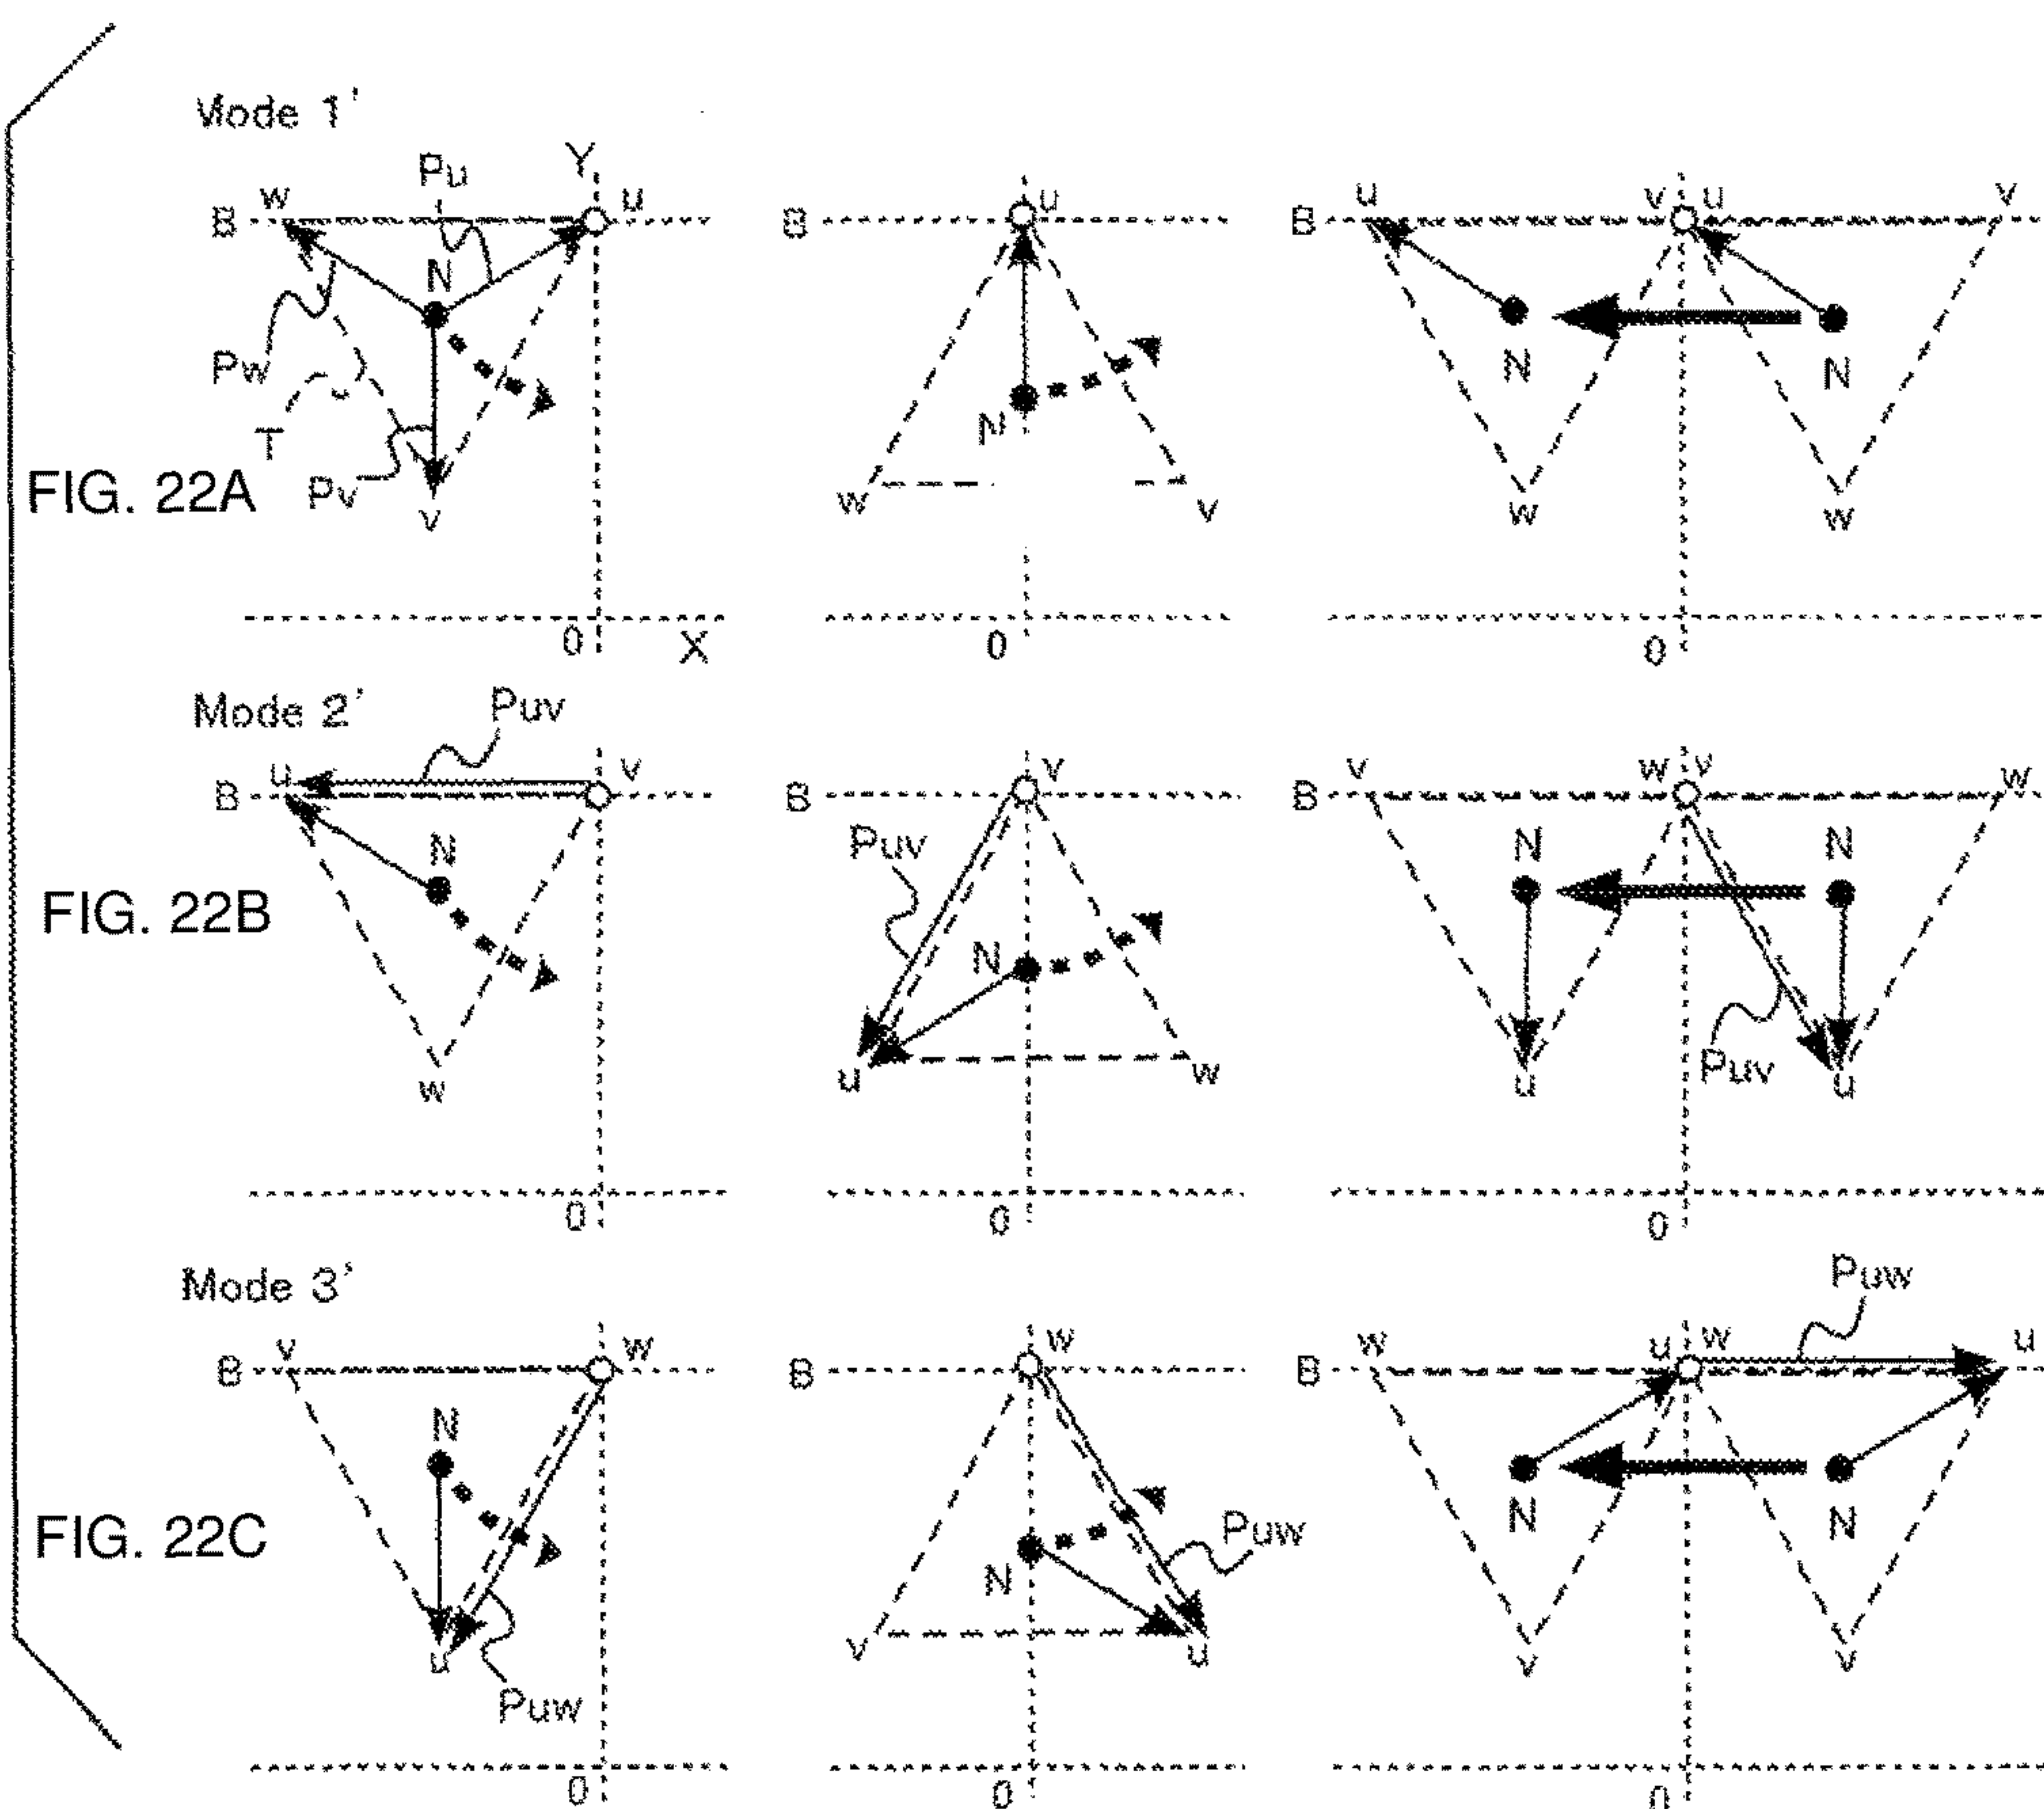 Mode 1'
Pu Y
B w u B u B u v u v
N
Pw N N N
T
FIG. 22A Pv v w v w w
0 X 0 0
Mode 2' Puv
B u v B v B v w v w
N Puv N N
FIG. 22B N
w u w u Puv u
0 0 0
Mode 3' Puw
B v w B w B w u w u
N
N N
FIG. 22C N Puw
u v u v v
Puw
0 0 0